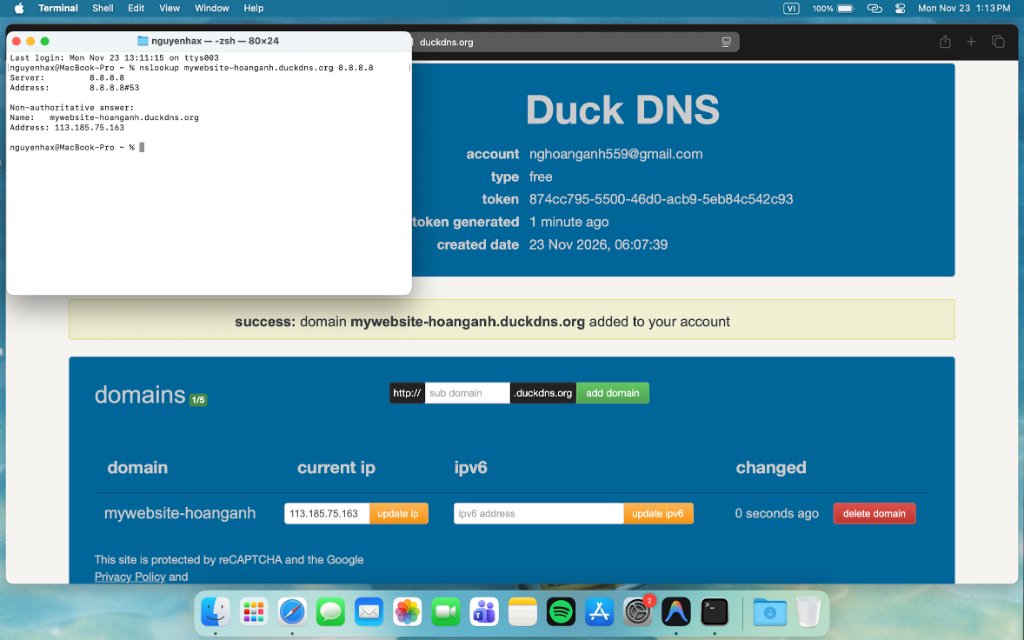 Terminal Shell Edit View Window Help VI 100% Mon Nov 23 1:13 PM
nguyenhax — -zsh — 80×24
duckdns.org
Last login: Mon Nov 23 13:11:15 on ttys003
nguyenhax@MacBook-Pro ~ % nslookup mywebsite-hoanganh.duckdns.org 8.8.8.8
Server: 8.8.8.8
Address: 8.8.8.8#53
Non-authoritative answer:
Name: mywebsite-hoanganh.duckdns.org
Address: 113.185.75.163
nguyenhax@MacBook-Pro ~ %
Duck DNS
account nghoanganh559@gmail.com
type free
token 874cc795-5500-46d0-acb9-5eb84c542c93
token generated 1 minute ago
created date 23 Nov 2026, 06:07:39
success: domain mywebsite-hoanganh.duckdns.org added to your account
domains 1/5 http:// sub domain .duckdns.org add domain
domain current ip ipv6 changed
mywebsite-hoanganh 113.185.75.163 update ip ipv6 address update ipv6 0 seconds ago delete domain
This site is protected by reCAPTCHA and the Google
Privacy Policy and
2